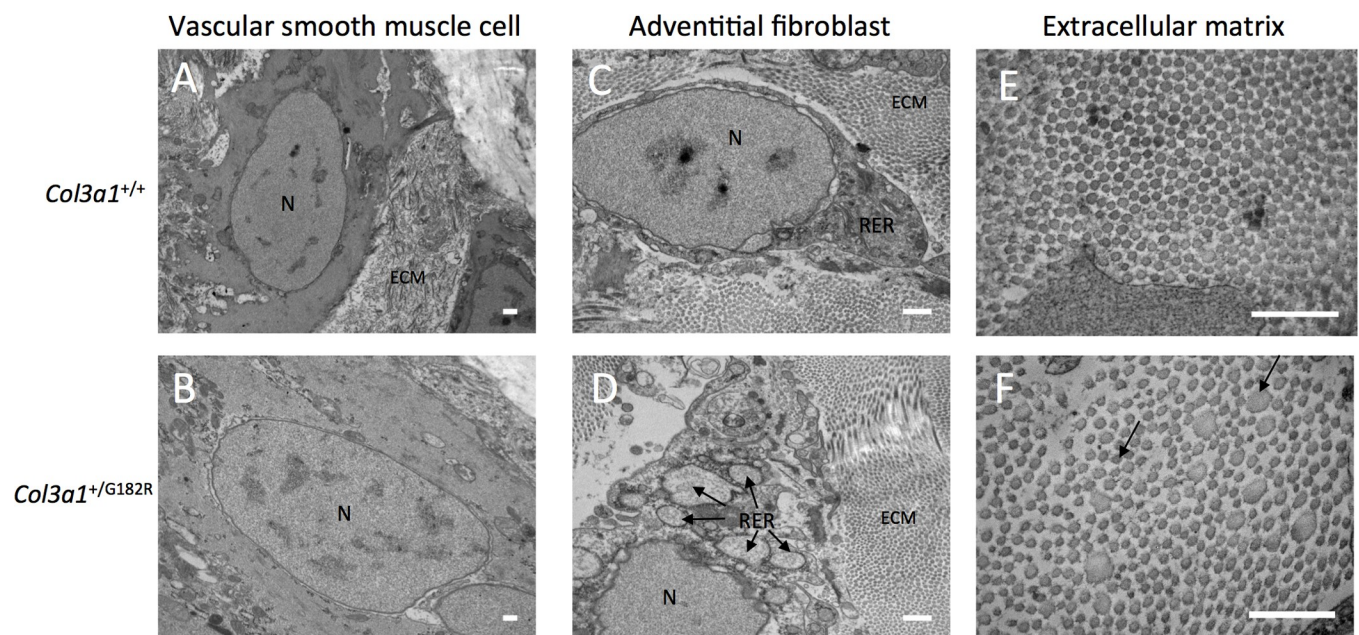 Vascular smooth muscle cell
Adventitial fibroblast
Extracellular matrix
Col3a1+/+
A
N
ECM
C
N
ECM
RER
E
Col3a1+/G182R
B
N
D
RER
ECM
N
F